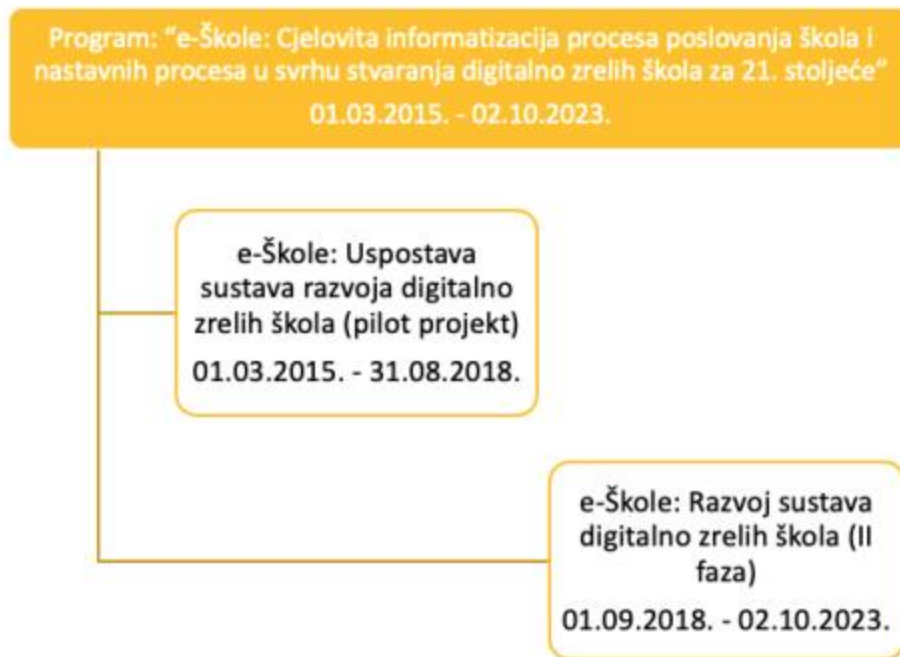 Program: “e-Škole: Cjelovita informatizacija procesa poslovanja škola i
nastavnih procesa u svrhu stvaranja digitalno zrelih škola za 21. stoljeće“
01.03.2015. - 02.10.2023.
e-Škole: Uspostava
sustava razvoja digitalno
zrelih škola (pilot projekt)
01.03.2015. - 31.08.2018.
e-Škole: Razvoj sustava
digitalno zrelih škola (II
faza)
01.09.2018. - 02.10.2023.